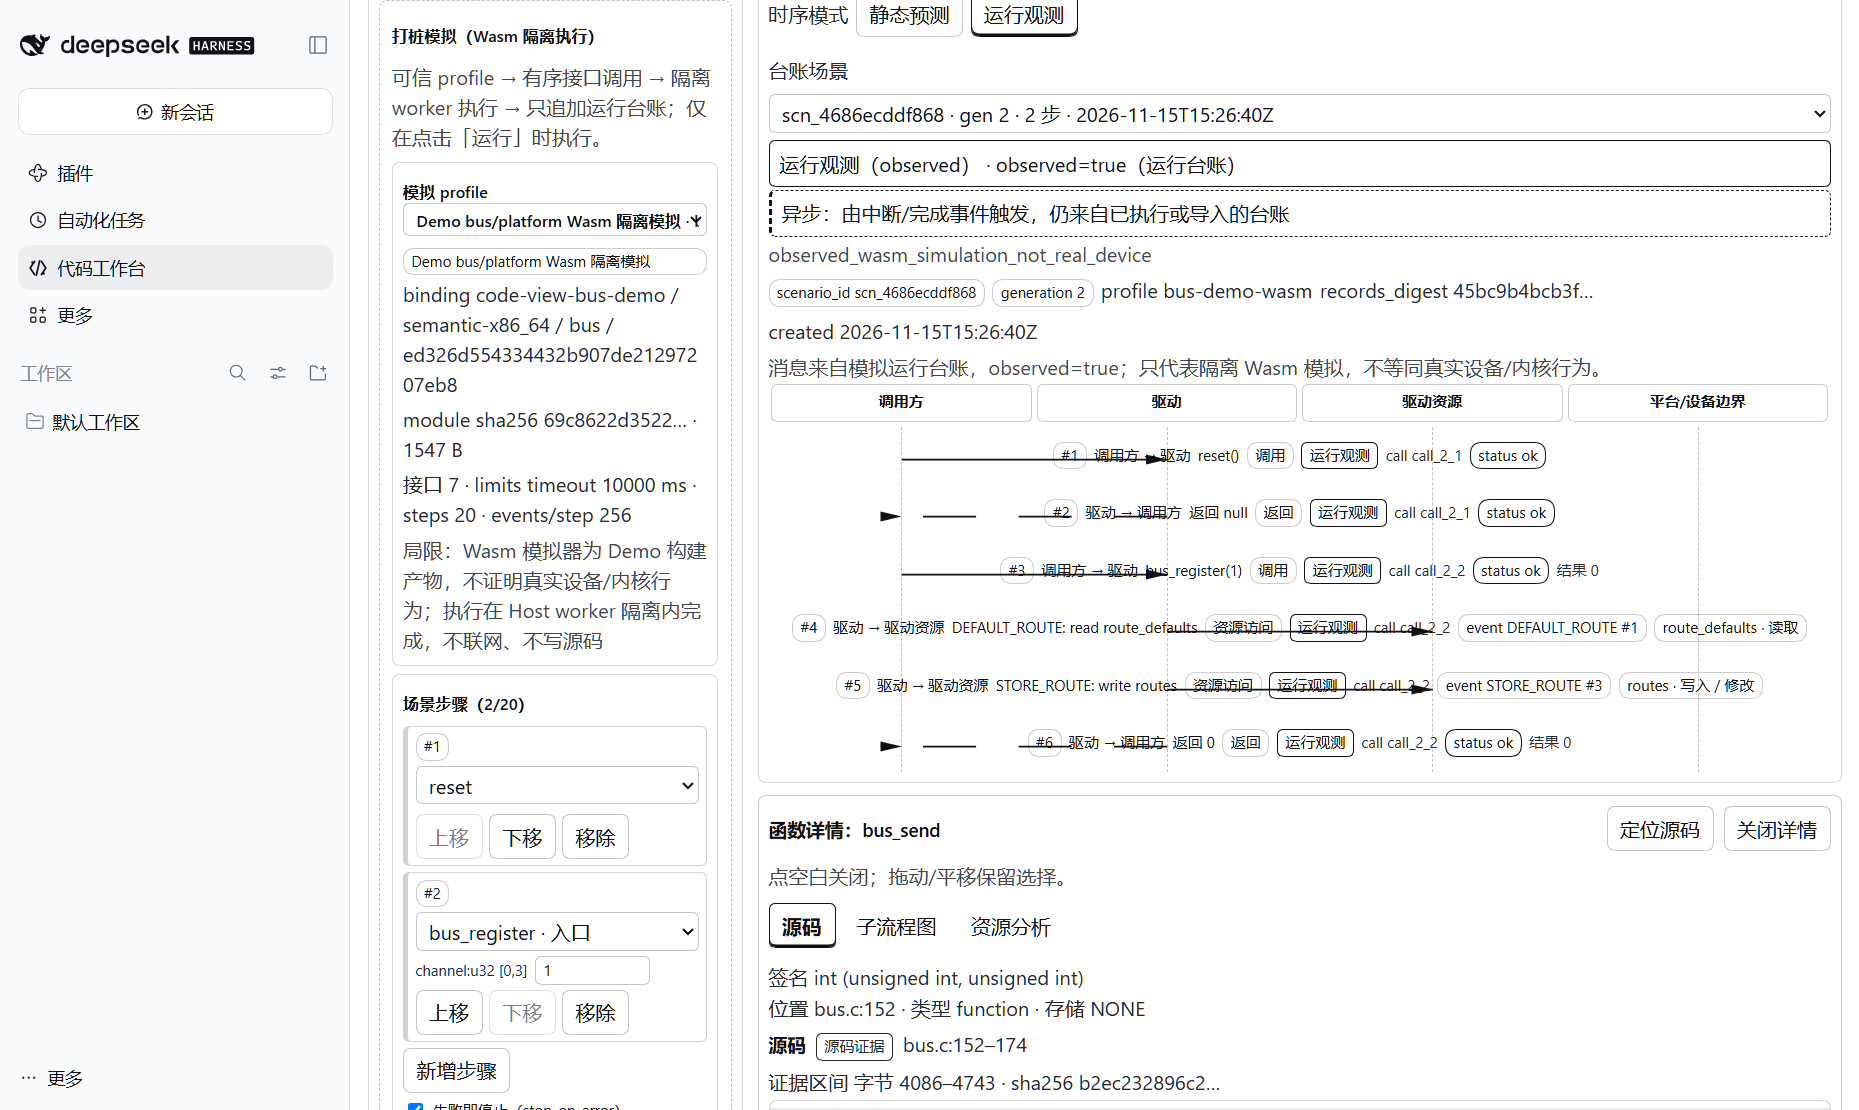 deepseek HARNESS
新会话
插件
自动化任务
代码工作台
更多
工作区
默认工作区
更多
打桩模拟（Wasm 隔离执行）
可信 profile → 有序接口调用 → 隔离
worker 执行 → 只追加运行台账；仅
在点击「运行」时执行。
模拟 profile
Demo bus/platform Wasm 隔离模拟 ·
Demo bus/platform Wasm 隔离模拟
binding code-view-bus-demo /
semantic-x86_64 / bus /
ed326d554334432b907de212972
07eb8
module sha256 69c8622d3522… ·
1547 B
接口 7 · limits timeout 10000 ms ·
steps 20 · events/step 256
局限：Wasm 模拟器为 Demo 构建
产物，不证明真实设备/内核行
为；执行在 Host worker 隔离内完
成，不联网、不写源码
场景步骤（2/20）
#1
reset
上移 下移 移除
#2
bus_register · 入口
channel:u32 [0,3] 1
上移 下移 移除
新增步骤
失败即停止（stop-on-error）
时序模式 静态预测 运行观测
台账场景
scn_4686ecddf868 · gen 2 · 2 步 · 2026-11-15T15:26:40Z
运行观测（observed） · observed=true（运行台账）
异步：由中断/完成事件触发，仍来自已执行或导入的台账
observed_wasm_simulation_not_real_device
scenario_id scn_4686ecddf868 generation 2 profile bus-demo-wasm records_digest 45bc9b4bcb3f…
created 2026-11-15T15:26:40Z
消息来自模拟运行台账，observed=true；只代表隔离 Wasm 模拟，不等同真实设备/内核行为。
调用方 驱动 驱动资源 平台/设备边界
#1 调用方 → 驱动 reset() 调用 运行观测 call call_2_1 status ok
#2 驱动 → 调用方 返回 null 返回 运行观测 call call_2_1 status ok
#3 调用方 → 驱动 bus_register(1) 调用 运行观测 call call_2_2 status ok 结果 0
#4 驱动 → 驱动资源 DEFAULT_ROUTE: read route_defaults 资源访问 运行观测 call call_2_2 event DEFAULT_ROUTE #1 route_defaults · 读取
#5 驱动 → 驱动资源 STORE_ROUTE: write routes 资源访问 运行观测 call call_2_2 event STORE_ROUTE #3 routes · 写入 / 修改
#6 驱动 → 调用方 返回 0 返回 运行观测 call call_2_2 status ok 结果 0
函数详情：bus_send 定位源码 关闭详情
点空白关闭；拖动/平移保留选择。
源码 子流程图 资源分析
签名 int (unsigned int, unsigned int)
位置 bus.c:152 · 类型 function · 存储 NONE
源码 源码证据 bus.c:152–174
证据区间 字节 4086–4743 · sha256 b2ec232896c2…